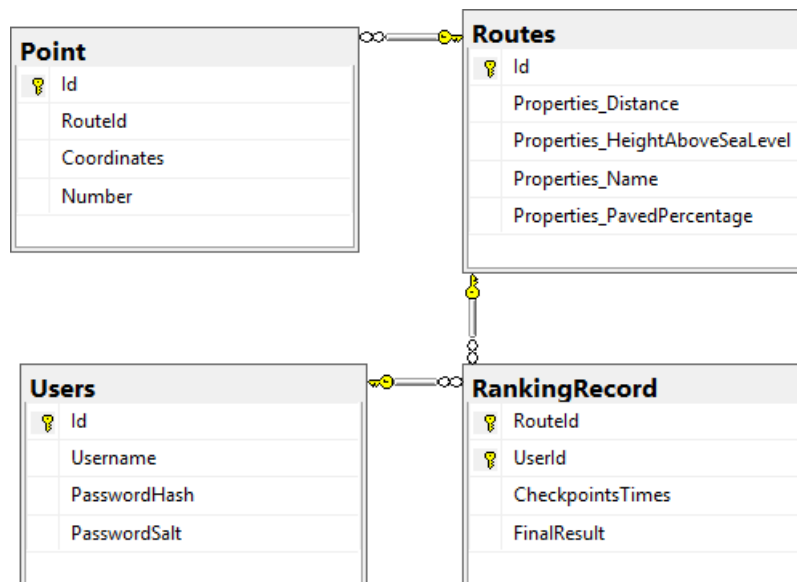 Point
Id
RouteId
Coordinates
Number
Routes
Id
Properties_Distance
Properties_HeightAboveSeaLevel
Properties_Name
Properties_PavedPercentage
Users
Id
Username
PasswordHash
PasswordSalt
RankingRecord
RouteId
UserId
CheckpointsTimes
FinalResult